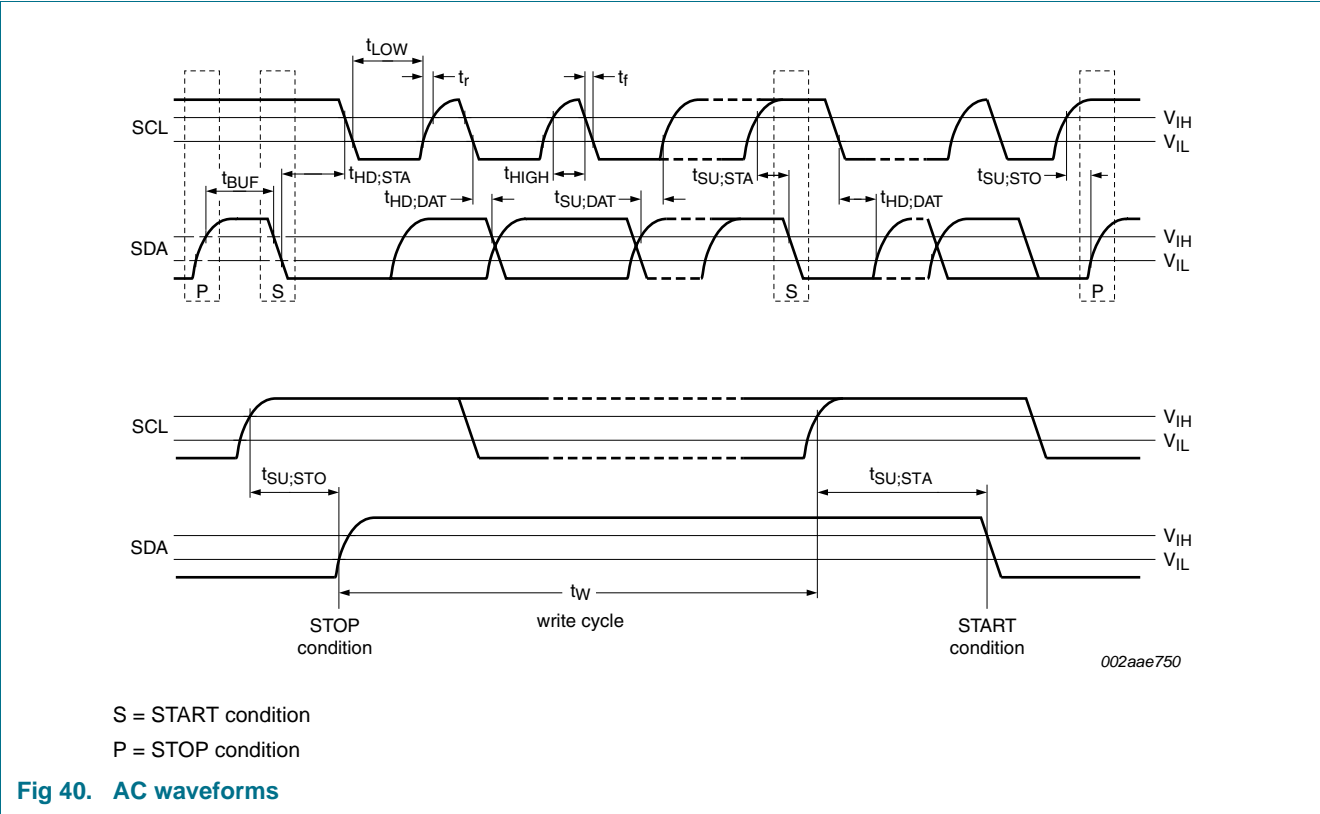 tLOW
tr
tf
SCL
VIH
VIL
tBUF
tHD;STA
tHD;DAT
tHIGH
tSU;DAT
tSU;STA
tHD;DAT
tSU;STO
SDA
VIH
VIL
P
S
S
P
SCL
VIH
VIL
tSU;STO
tSU;STA
SDA
VIH
VIL
tW
write cycle
STOP
condition
START
condition
002aae750
S = START condition
P = STOP condition
Fig 40. AC waveforms